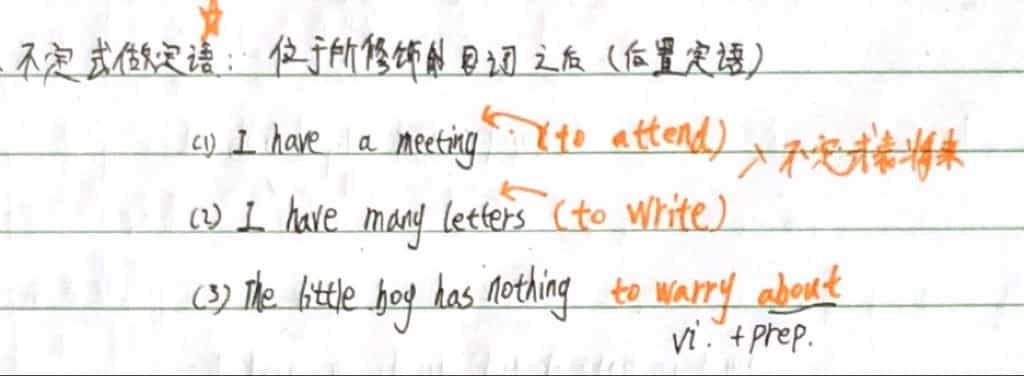 不定式做定语：位于所修饰的名词之后（后置定语）
(1) I have a meeting (to attend) > 不定式表将来
(2) I have many letters (to write)
(3) The little boy has nothing to warry about
vi. + prep.